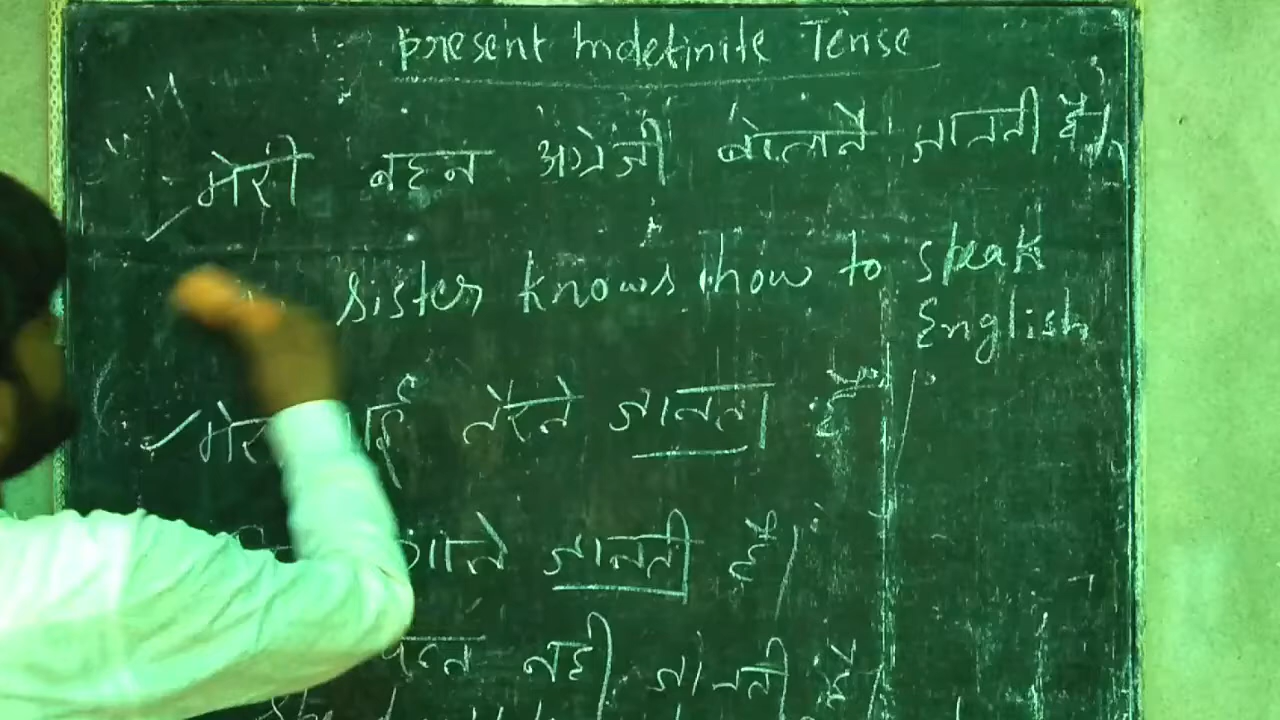 Present Indefinite Tense
मेरी बहन अंग्रेजी बोलने जानती है।
sister knows how to speak
English
तैरने जानता है।
गाने जानती है।
नही जानती है।